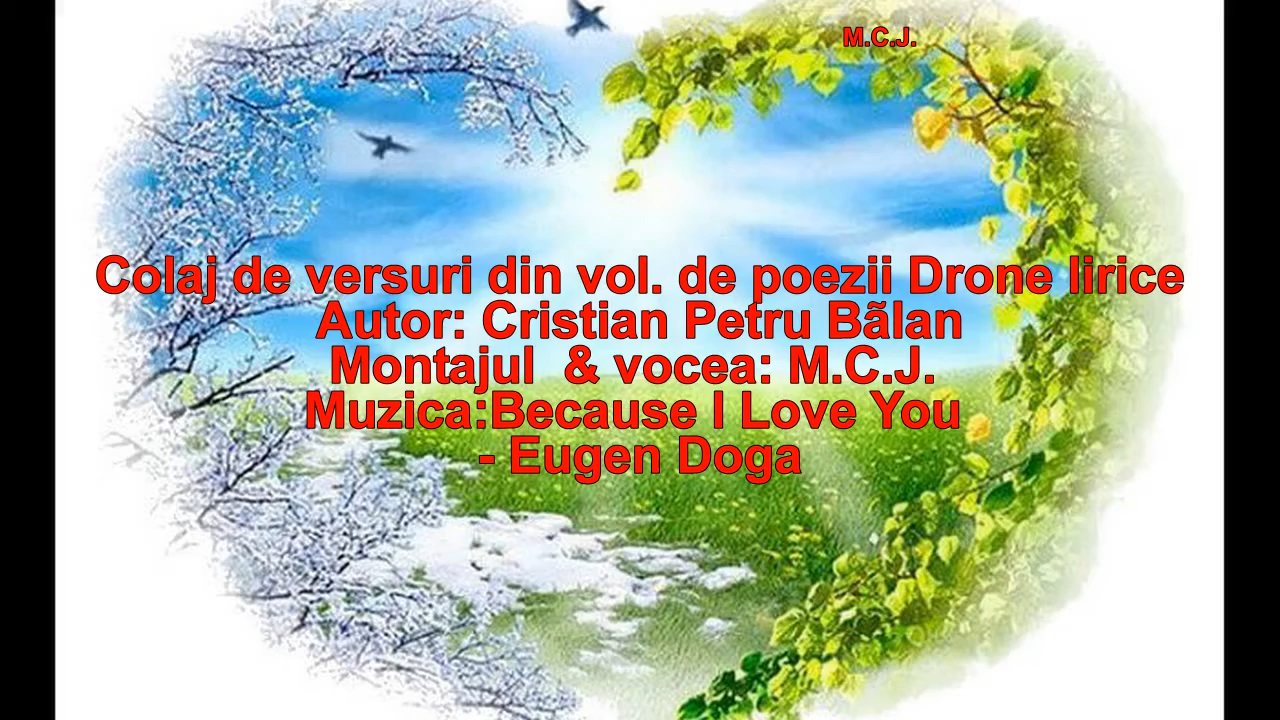 M.C.J.
Colaj de versuri din vol. de poezii Drone lirice
Autor: Cristian Petru Bãlan
Montajul & vocea: M.C.J.
Muzica:Because I Love You
- Eugen Doga